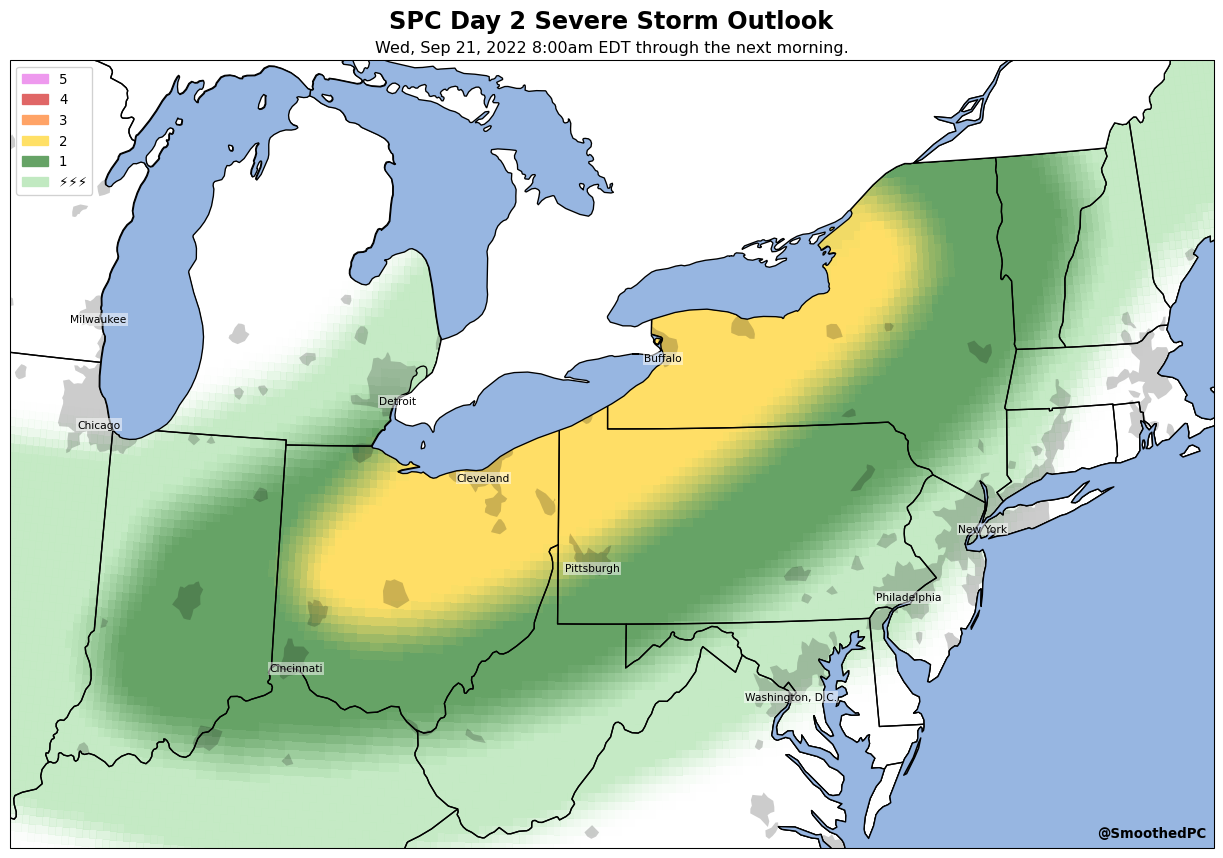 SPC Day 2 Severe Storm Outlook
Wed, Sep 21, 2022 8:00am EDT through the next morning.
5
4
3
2
1
⚡⚡⚡
Milwaukee
Buffalo
Detroit
Chicago
Cleveland
New York
Pittsburgh
Philadelphia
Cincinnati
Washington, D.C.
@SmoothedPC